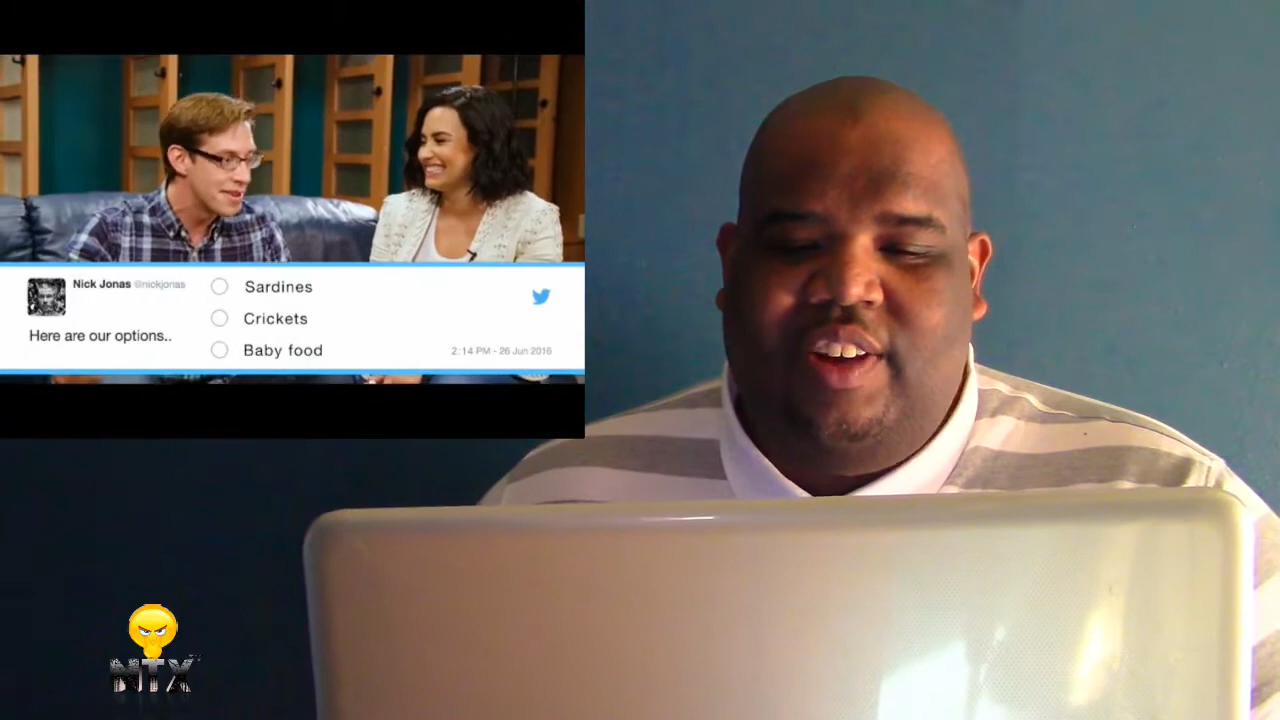 Nick Jonas @nickjonas
Here are our options..
Sardines
Crickets
Baby food
2:14 PM - 26 Jun 2016
NTX